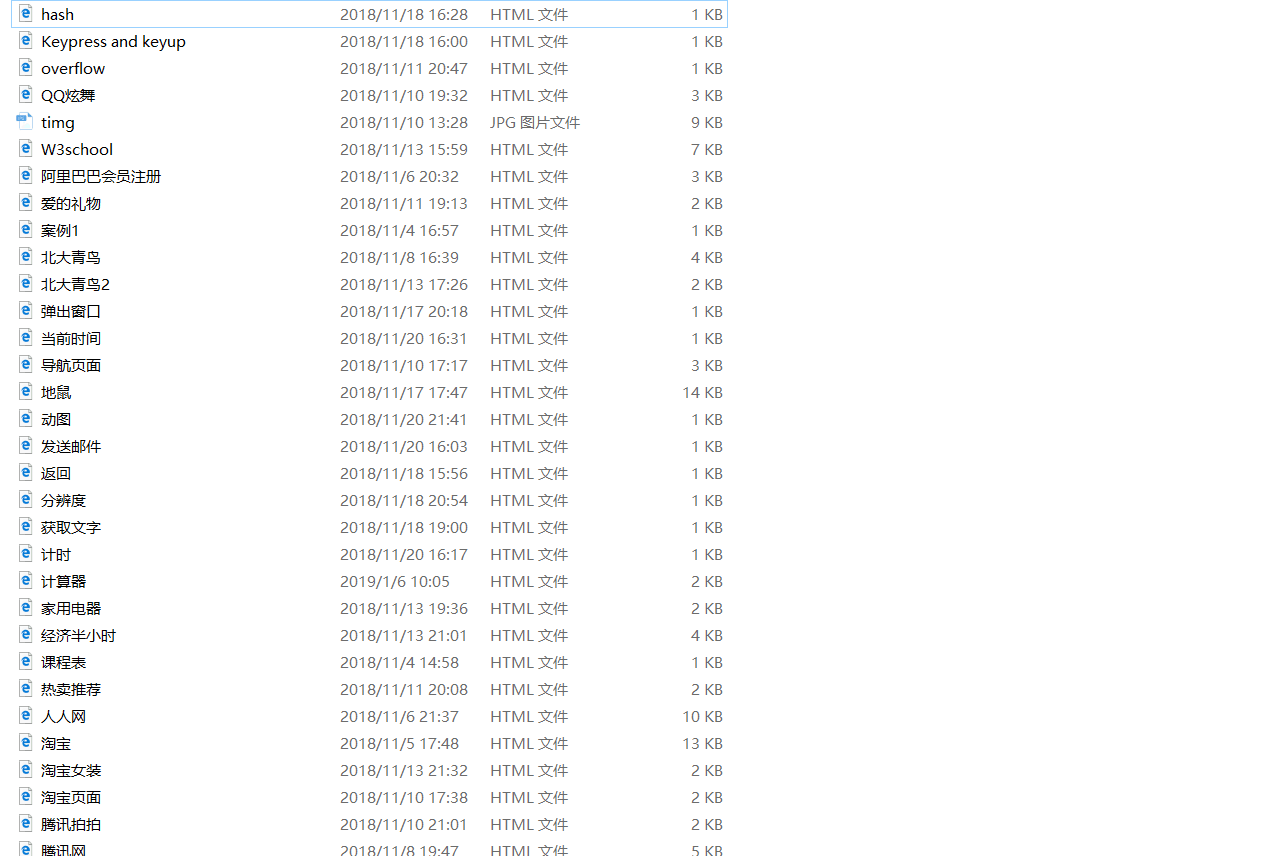 hash 2018/11/18 16:28 HTML 文件 1 KB
Keypress and keyup 2018/11/18 16:00 HTML 文件 1 KB
overflow 2018/11/11 20:47 HTML 文件 1 KB
QQ炫舞 2018/11/10 19:32 HTML 文件 3 KB
timg 2018/11/10 13:28 JPG 图片文件 9 KB
W3school 2018/11/13 15:59 HTML 文件 7 KB
阿里巴巴会员注册 2018/11/6 20:32 HTML 文件 3 KB
爱的礼物 2018/11/11 19:13 HTML 文件 2 KB
案例1 2018/11/4 16:57 HTML 文件 1 KB
北大青鸟 2018/11/8 16:39 HTML 文件 4 KB
北大青鸟2 2018/11/13 17:26 HTML 文件 2 KB
弹出窗口 2018/11/17 20:18 HTML 文件 1 KB
当前时间 2018/11/20 16:31 HTML 文件 1 KB
导航页面 2018/11/10 17:17 HTML 文件 3 KB
地鼠 2018/11/17 17:47 HTML 文件 14 KB
动图 2018/11/20 21:41 HTML 文件 1 KB
发送邮件 2018/11/20 16:03 HTML 文件 1 KB
返回 2018/11/18 15:56 HTML 文件 1 KB
分辨度 2018/11/18 20:54 HTML 文件 1 KB
获取文字 2018/11/18 19:00 HTML 文件 1 KB
计时 2018/11/20 16:17 HTML 文件 1 KB
计算器 2019/1/6 10:05 HTML 文件 2 KB
家用电器 2018/11/13 19:36 HTML 文件 2 KB
经济半小时 2018/11/13 21:01 HTML 文件 4 KB
课程表 2018/11/4 14:58 HTML 文件 1 KB
热卖推荐 2018/11/11 20:08 HTML 文件 2 KB
人人网 2018/11/6 21:37 HTML 文件 10 KB
淘宝 2018/11/5 17:48 HTML 文件 13 KB
淘宝女装 2018/11/13 21:32 HTML 文件 2 KB
淘宝页面 2018/11/10 17:38 HTML 文件 2 KB
腾讯拍拍 2018/11/10 21:01 HTML 文件 2 KB
腾讯网 2018/11/8 19:47 HTML 文件 5 KB